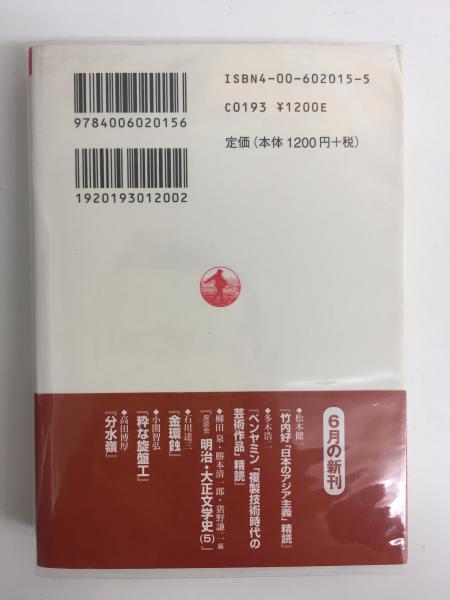 ISBN4-00-602015-5
C0193 ¥1200E
定価(本体1200円+税)
9784006020156
1920193012002
6月の新刊
◆松本健一
『竹内好「日本のアジア主義」精読』
◆多木浩二
『ベンヤミン「複製技術時代の
芸術作品」精読』
◆柳田泉・勝本清一郎・猪野謙二編
『座談会 明治・大正文学史(5)』
◆石川達三
『金環蝕』
◆小関智弘
『粋な旋盤工』
◆高田博厚
『分水嶺』